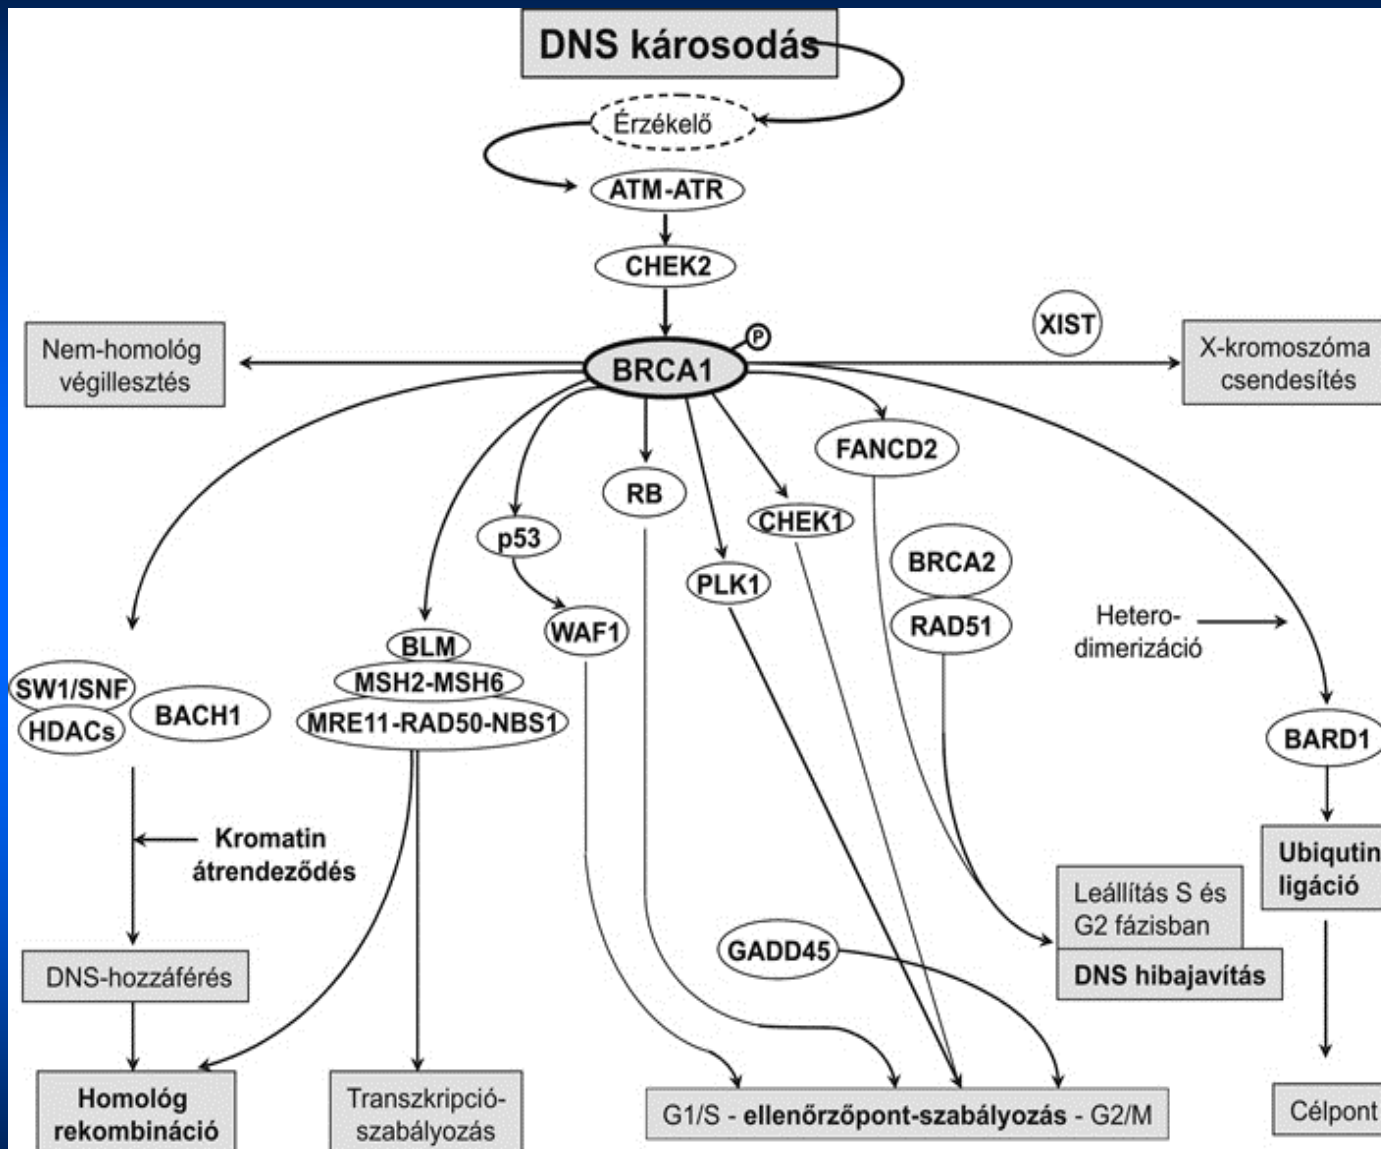 DNS károsodás
Érzékelő
ATM-ATR
CHEK2
XIST
P
Nem-homológ
végillesztés
BRCA1
X-kromoszóma
csendesítés
FANCD2
RB
CHEK1
p53
BRCA2
PLK1
Hetero-
dimerizáció
WAF1
RAD51
BLM
SW1/SNF
MSH2-MSH6
BACH1
HDACs
MRE11-RAD50-NBS1
BARD1
Kromatin
átrendeződés
Ubiqutin
ligáció
Leállítás S és
G2 fázisban
GADD45
DNS-hozzáférés
DNS hibajavítás
Homológ
rekombináció
Transzkripció-
szabályozás
G1/S - ellenőrzőpont-szabályozás - G2/M
Célpont